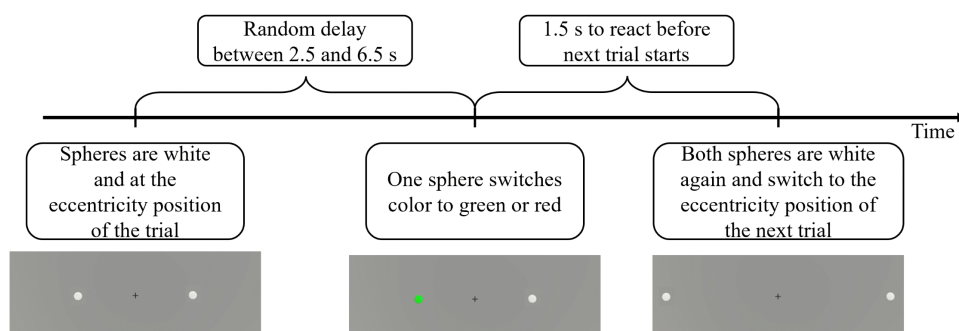 Random delay
between 2.5 and 6.5 s
1.5 s to react before
next trial starts
Time
Spheres are white
and at the
eccentricity position
of the trial
One sphere switches
color to green or red
Both spheres are white
again and switch to the
eccentricity position of
the next trial